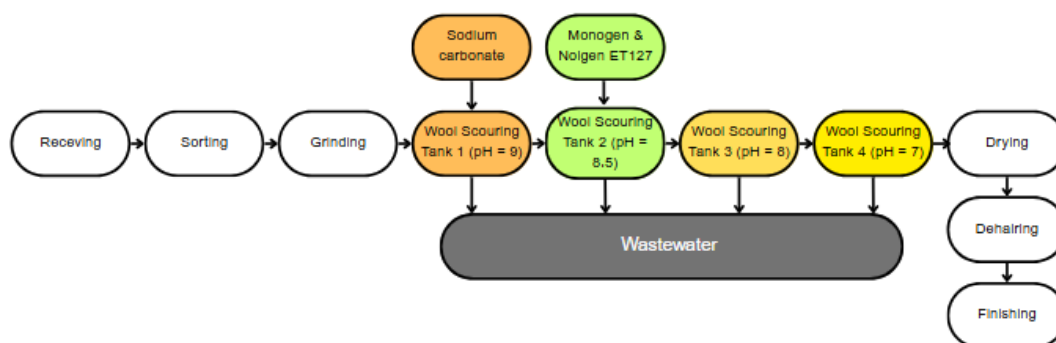 Sodium
carbonate
Monogen &
Noigen ET127
Receving
Sorting
Grinding
Wool Scouring
Tank 1 (pH = 9)
Wool Scouring
Tank 2 (pH =
8.5)
Wool Scouring
Tank 3 (pH = 8)
Wool Scouring
Tank 4 (pH = 7)
Drying
Wastewater
Dehairing
Finishing